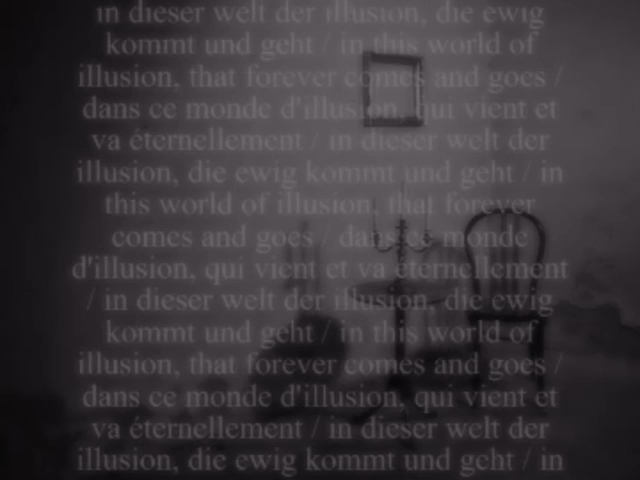 in dieser welt der illusion, die ewig
kommt und geht / in this world of
illusion, that forever comes and goes /
dans ce monde d'illusion, qui vient et
va éternellement / in dieser welt der
illusion, die ewig kommt und geht / in
this world of illusion, that forever
comes and goes / dans ce monde
d'illusion, qui vient et va éternellement
/ in dieser welt der illusion, die ewig
kommt und geht / in this world of
illusion, that forever comes and goes /
dans ce monde d'illusion, qui vient et
va éternellement / in dieser welt der
illusion, die ewig kommt und geht / in